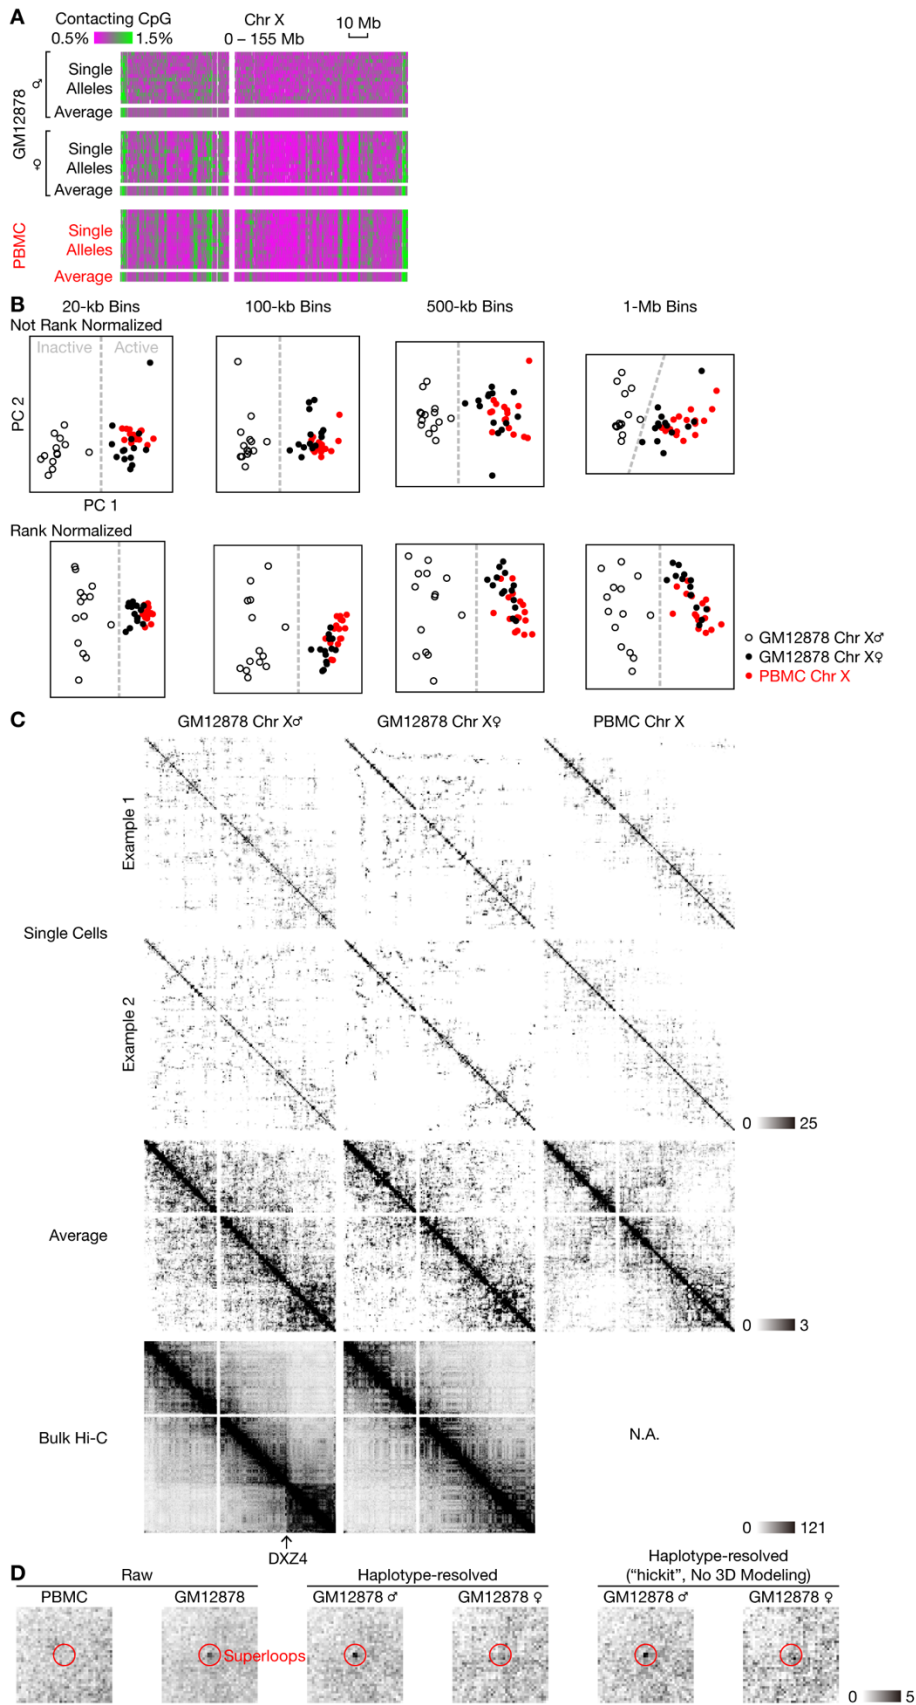 A
Contacting CpG
Chr X
10 Mb
0.5%
1.5%
0 – 155 Mb
GM12878
♂
Single
Alleles
Average
♀
Single
Alleles
Average
PBMC
Single
Alleles
Average
B
20-kb Bins
100-kb Bins
500-kb Bins
1-Mb Bins
Not Rank Normalized
Inactive
Active
PC 2
PC 1
Rank Normalized
GM12878 Chr X♂
GM12878 Chr X♀
PBMC Chr X
C
GM12878 Chr X♂
GM12878 Chr X♀
PBMC Chr X
Example 1
Single Cells
Example 2
0
25
Average
0
3
Bulk Hi-C
N.A.
0
121
DXZ4
D
Raw
Haplotype-resolved
Haplotype-resolved
("hickit", No 3D Modeling)
PBMC
GM12878
GM12878 ♂
GM12878 ♀
GM12878 ♂
GM12878 ♀
Superloops
0
5